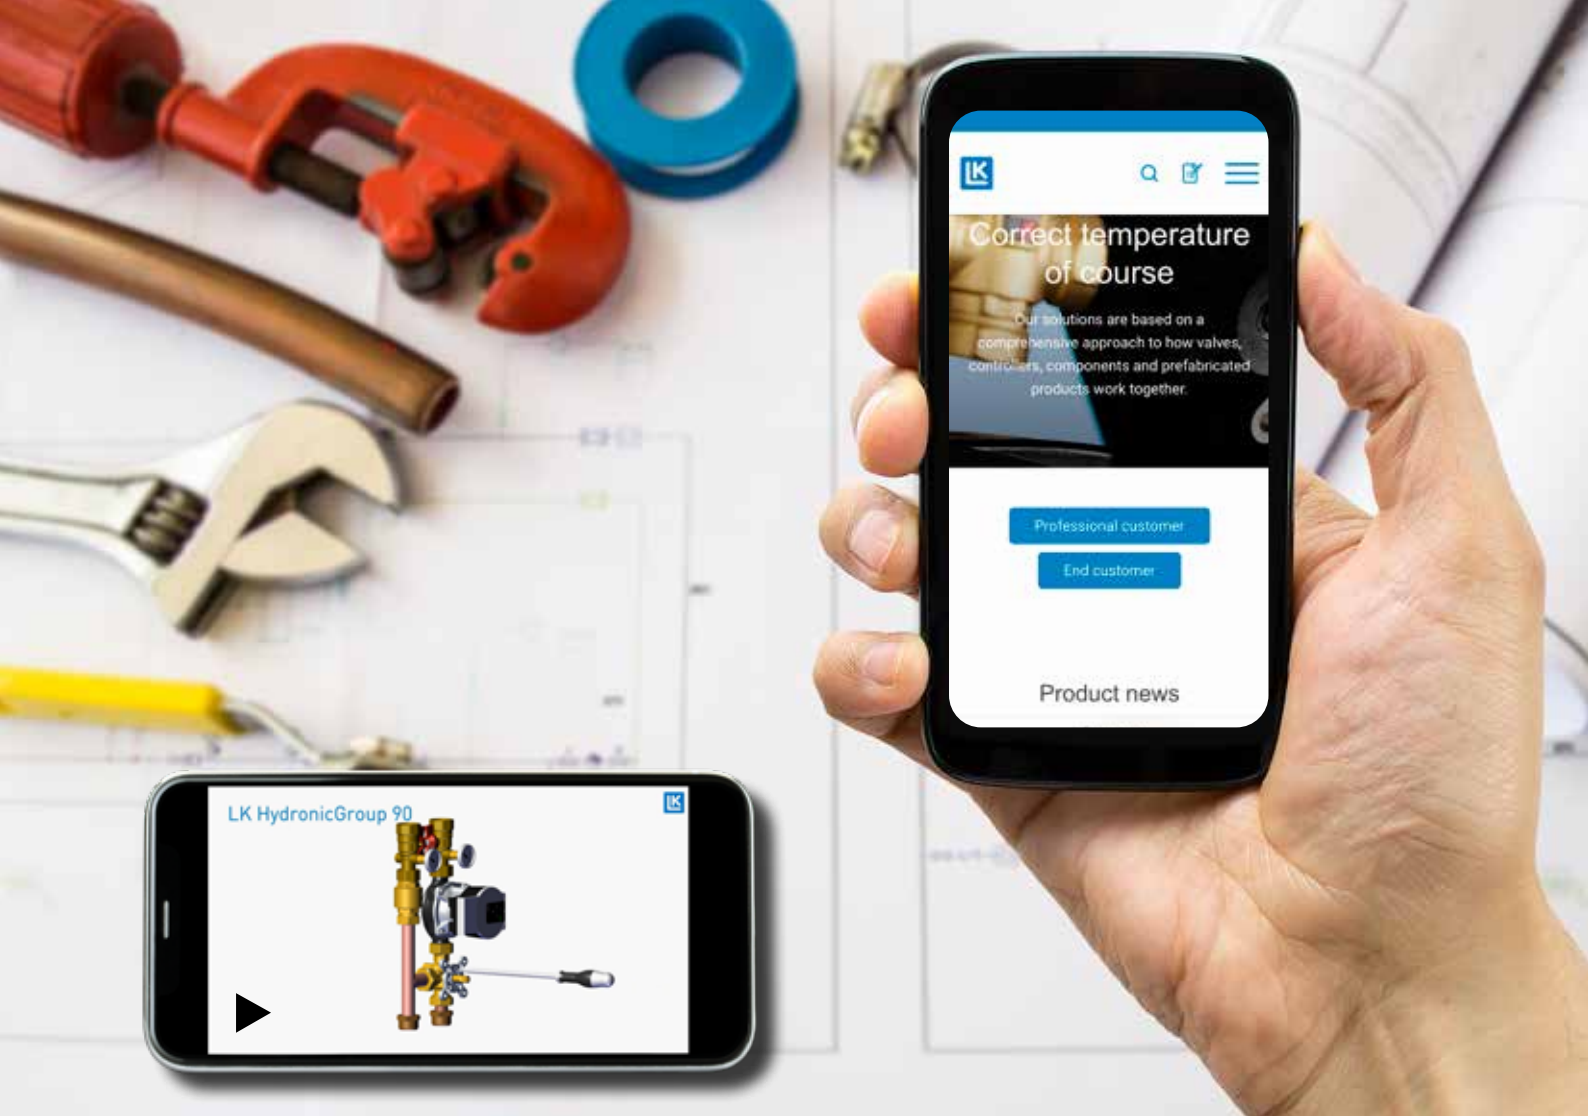 LK
Correct temperature
of course
Our solutions are based on a
comprehensive approach to how valves,
controllers, components and prefabricated
products work together.
Professional customer
End customer
Product news
LK HydronicGroup 90
LK